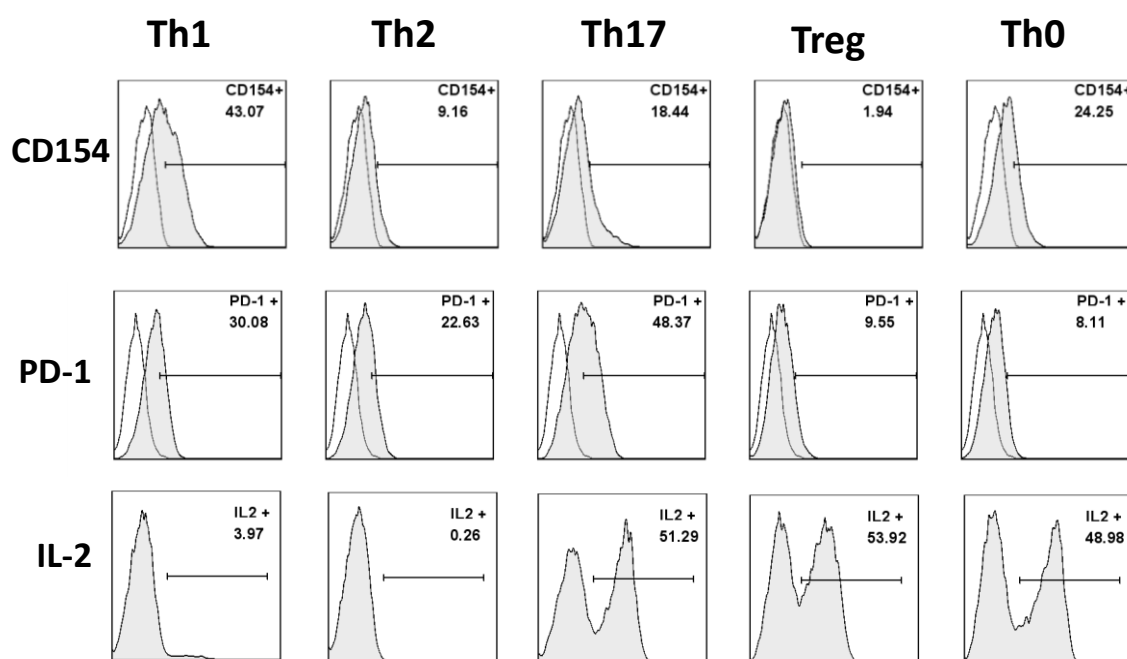 Th1 Th2 Th17 Treg Th0
CD154
CD154+
43.07
CD154+
9.16
CD154+
18.44
CD154+
1.94
CD154+
24.25
PD-1
PD-1 +
30.08
PD-1 +
22.63
PD-1 +
48.37
PD-1 +
9.55
PD-1 +
8.11
IL-2
IL2 +
3.97
IL2 +
0.26
IL2 +
51.29
IL2 +
53.92
IL2 +
48.98